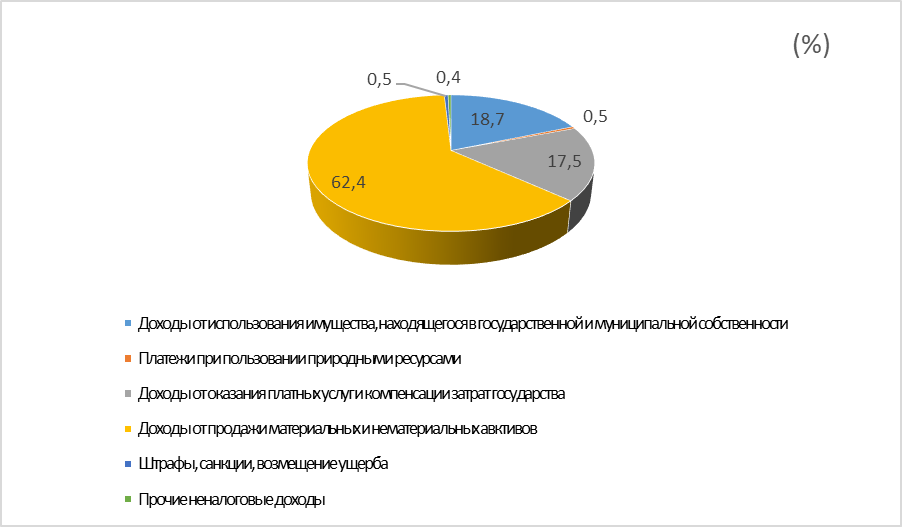 (%)
0,5
0,4
18,7
0,5
17,5
62,4
Доходы от использования имущества, находящегося в государственной и муниципальной собственности
Платежи при пользовании природными ресурсами
Доходы от оказания платных услуг и компенсации затрат государства
Доходы от продажи материальных и нематериальных авктивов
Штрафы, санкции, возмещение ущерба
Прочие неналоговые доходы